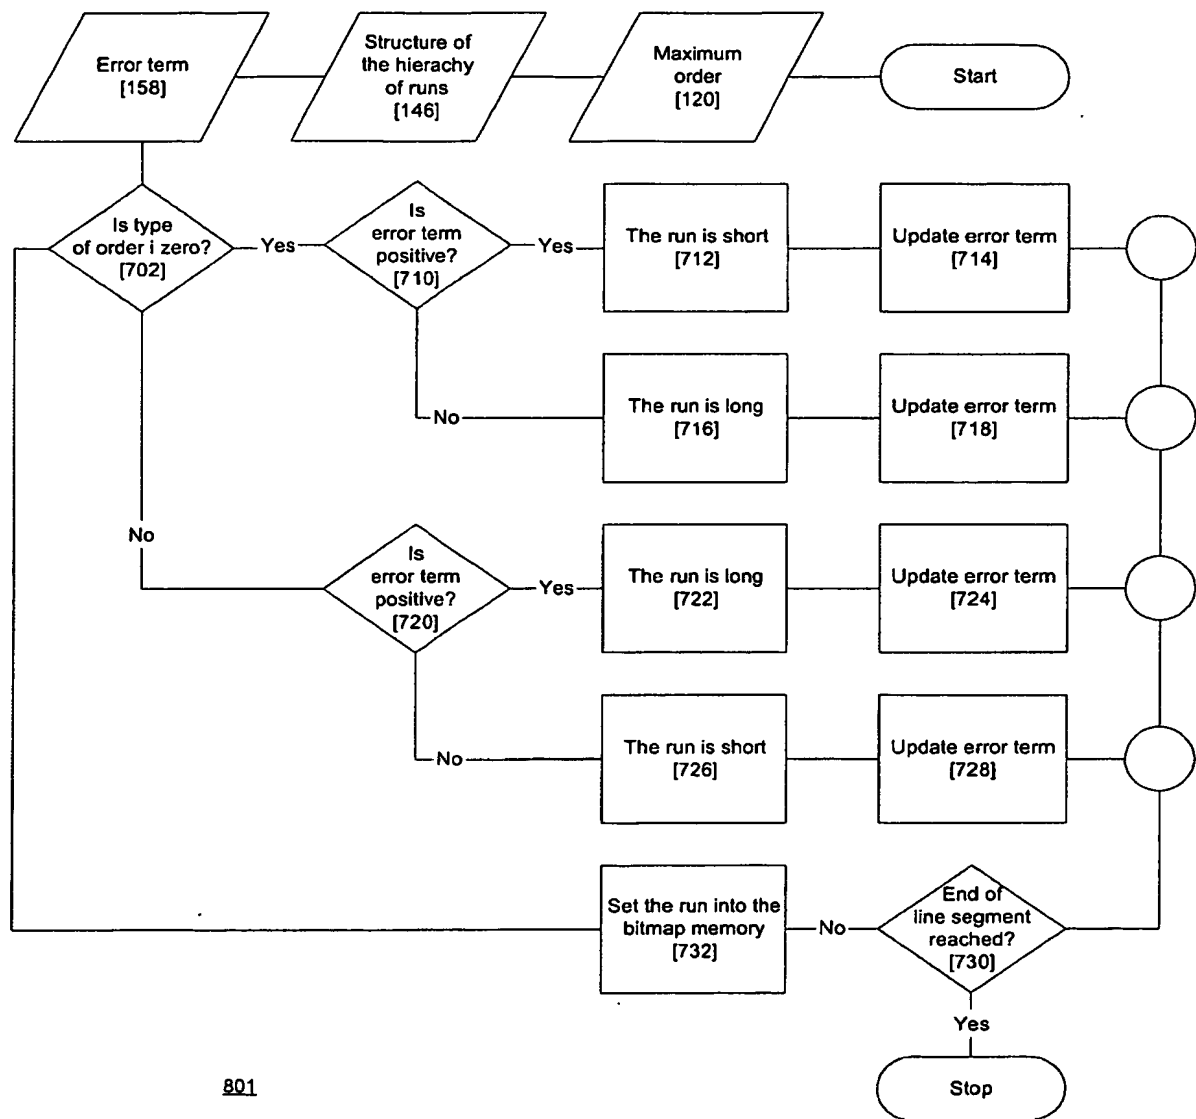 Error term
[158]
Structure of
the hierachy
of runs
[146]
Maximum
order
[120]
Start
Is type
of order i zero?
[702]
Yes
Is
error term
positive?
[710]
Yes
The run is short
[712]
Update error term
[714]
No
The run is long
[716]
Update error term
[718]
No
Is
error term
positive?
[720]
Yes
The run is long
[722]
Update error term
[724]
No
The run is short
[726]
Update error term
[728]
Set the run into the
bitmap memory
[732]
No
End of
line segment
reached?
[730]
Yes
Stop
801